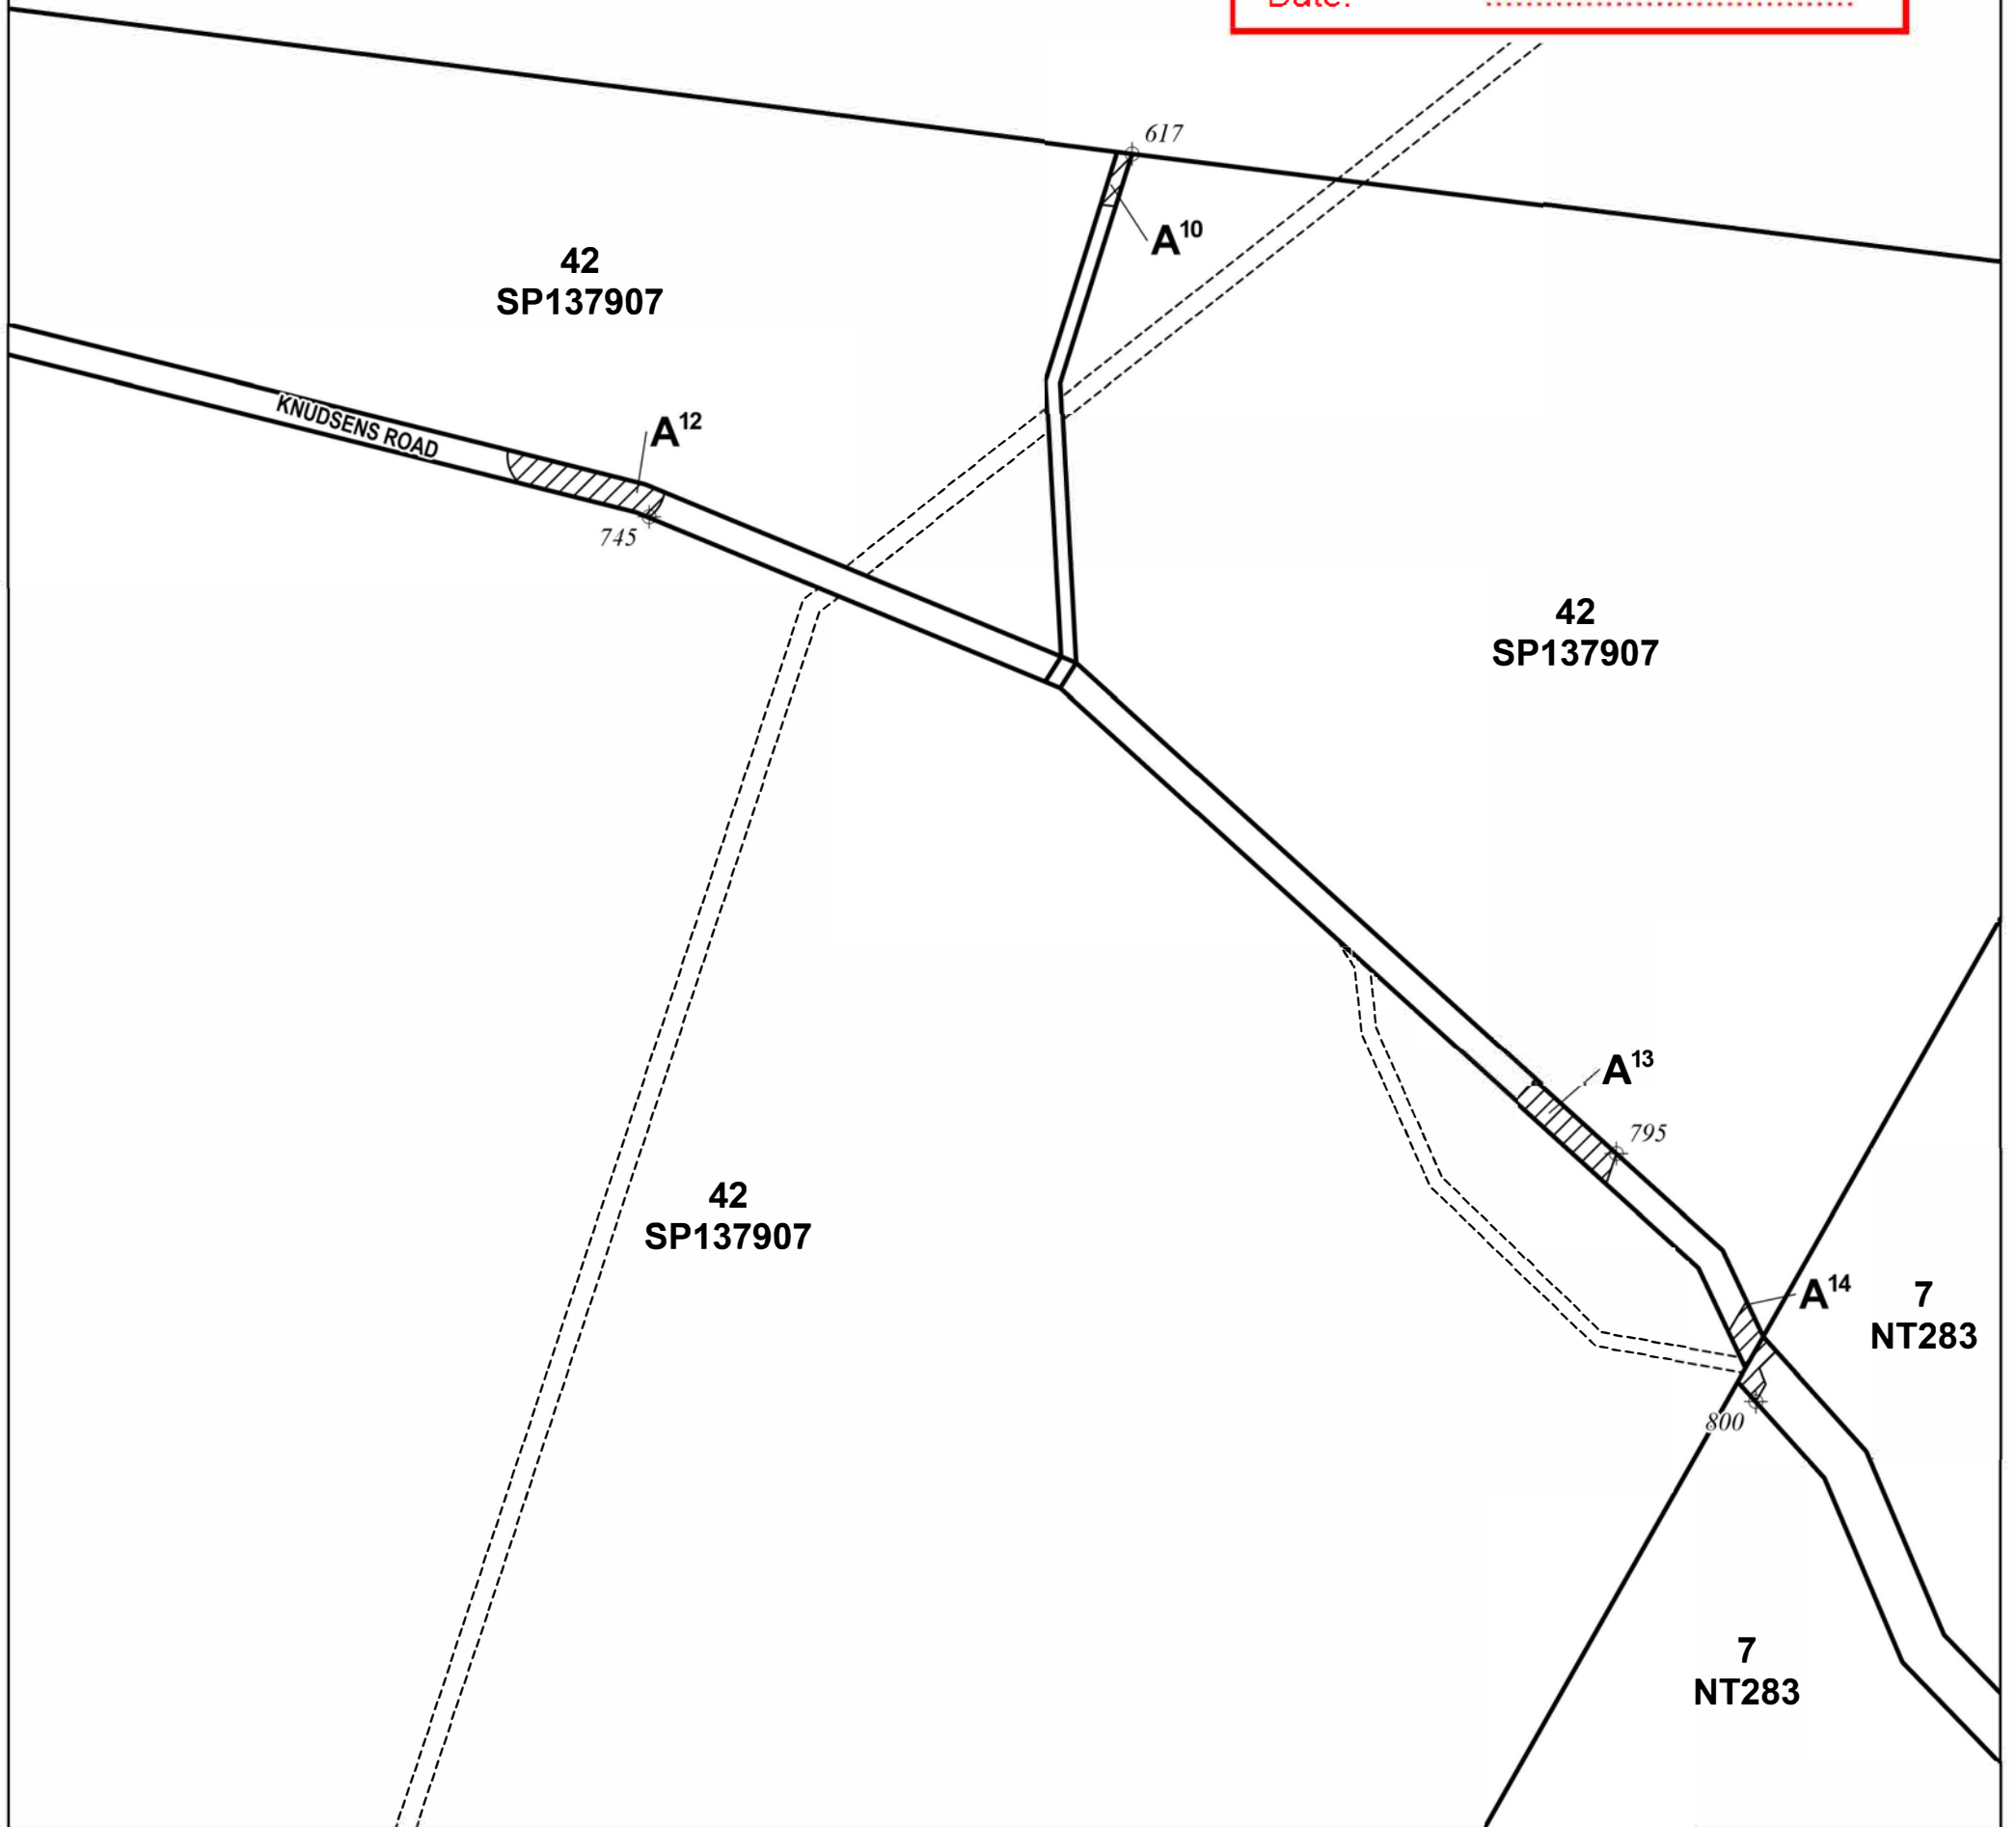 Date:
617
A10
42
SP137907
KNUDSENS ROAD
A12
745
42
SP137907
A13
795
42
SP137907
A14
7
NT283
800
7
NT283